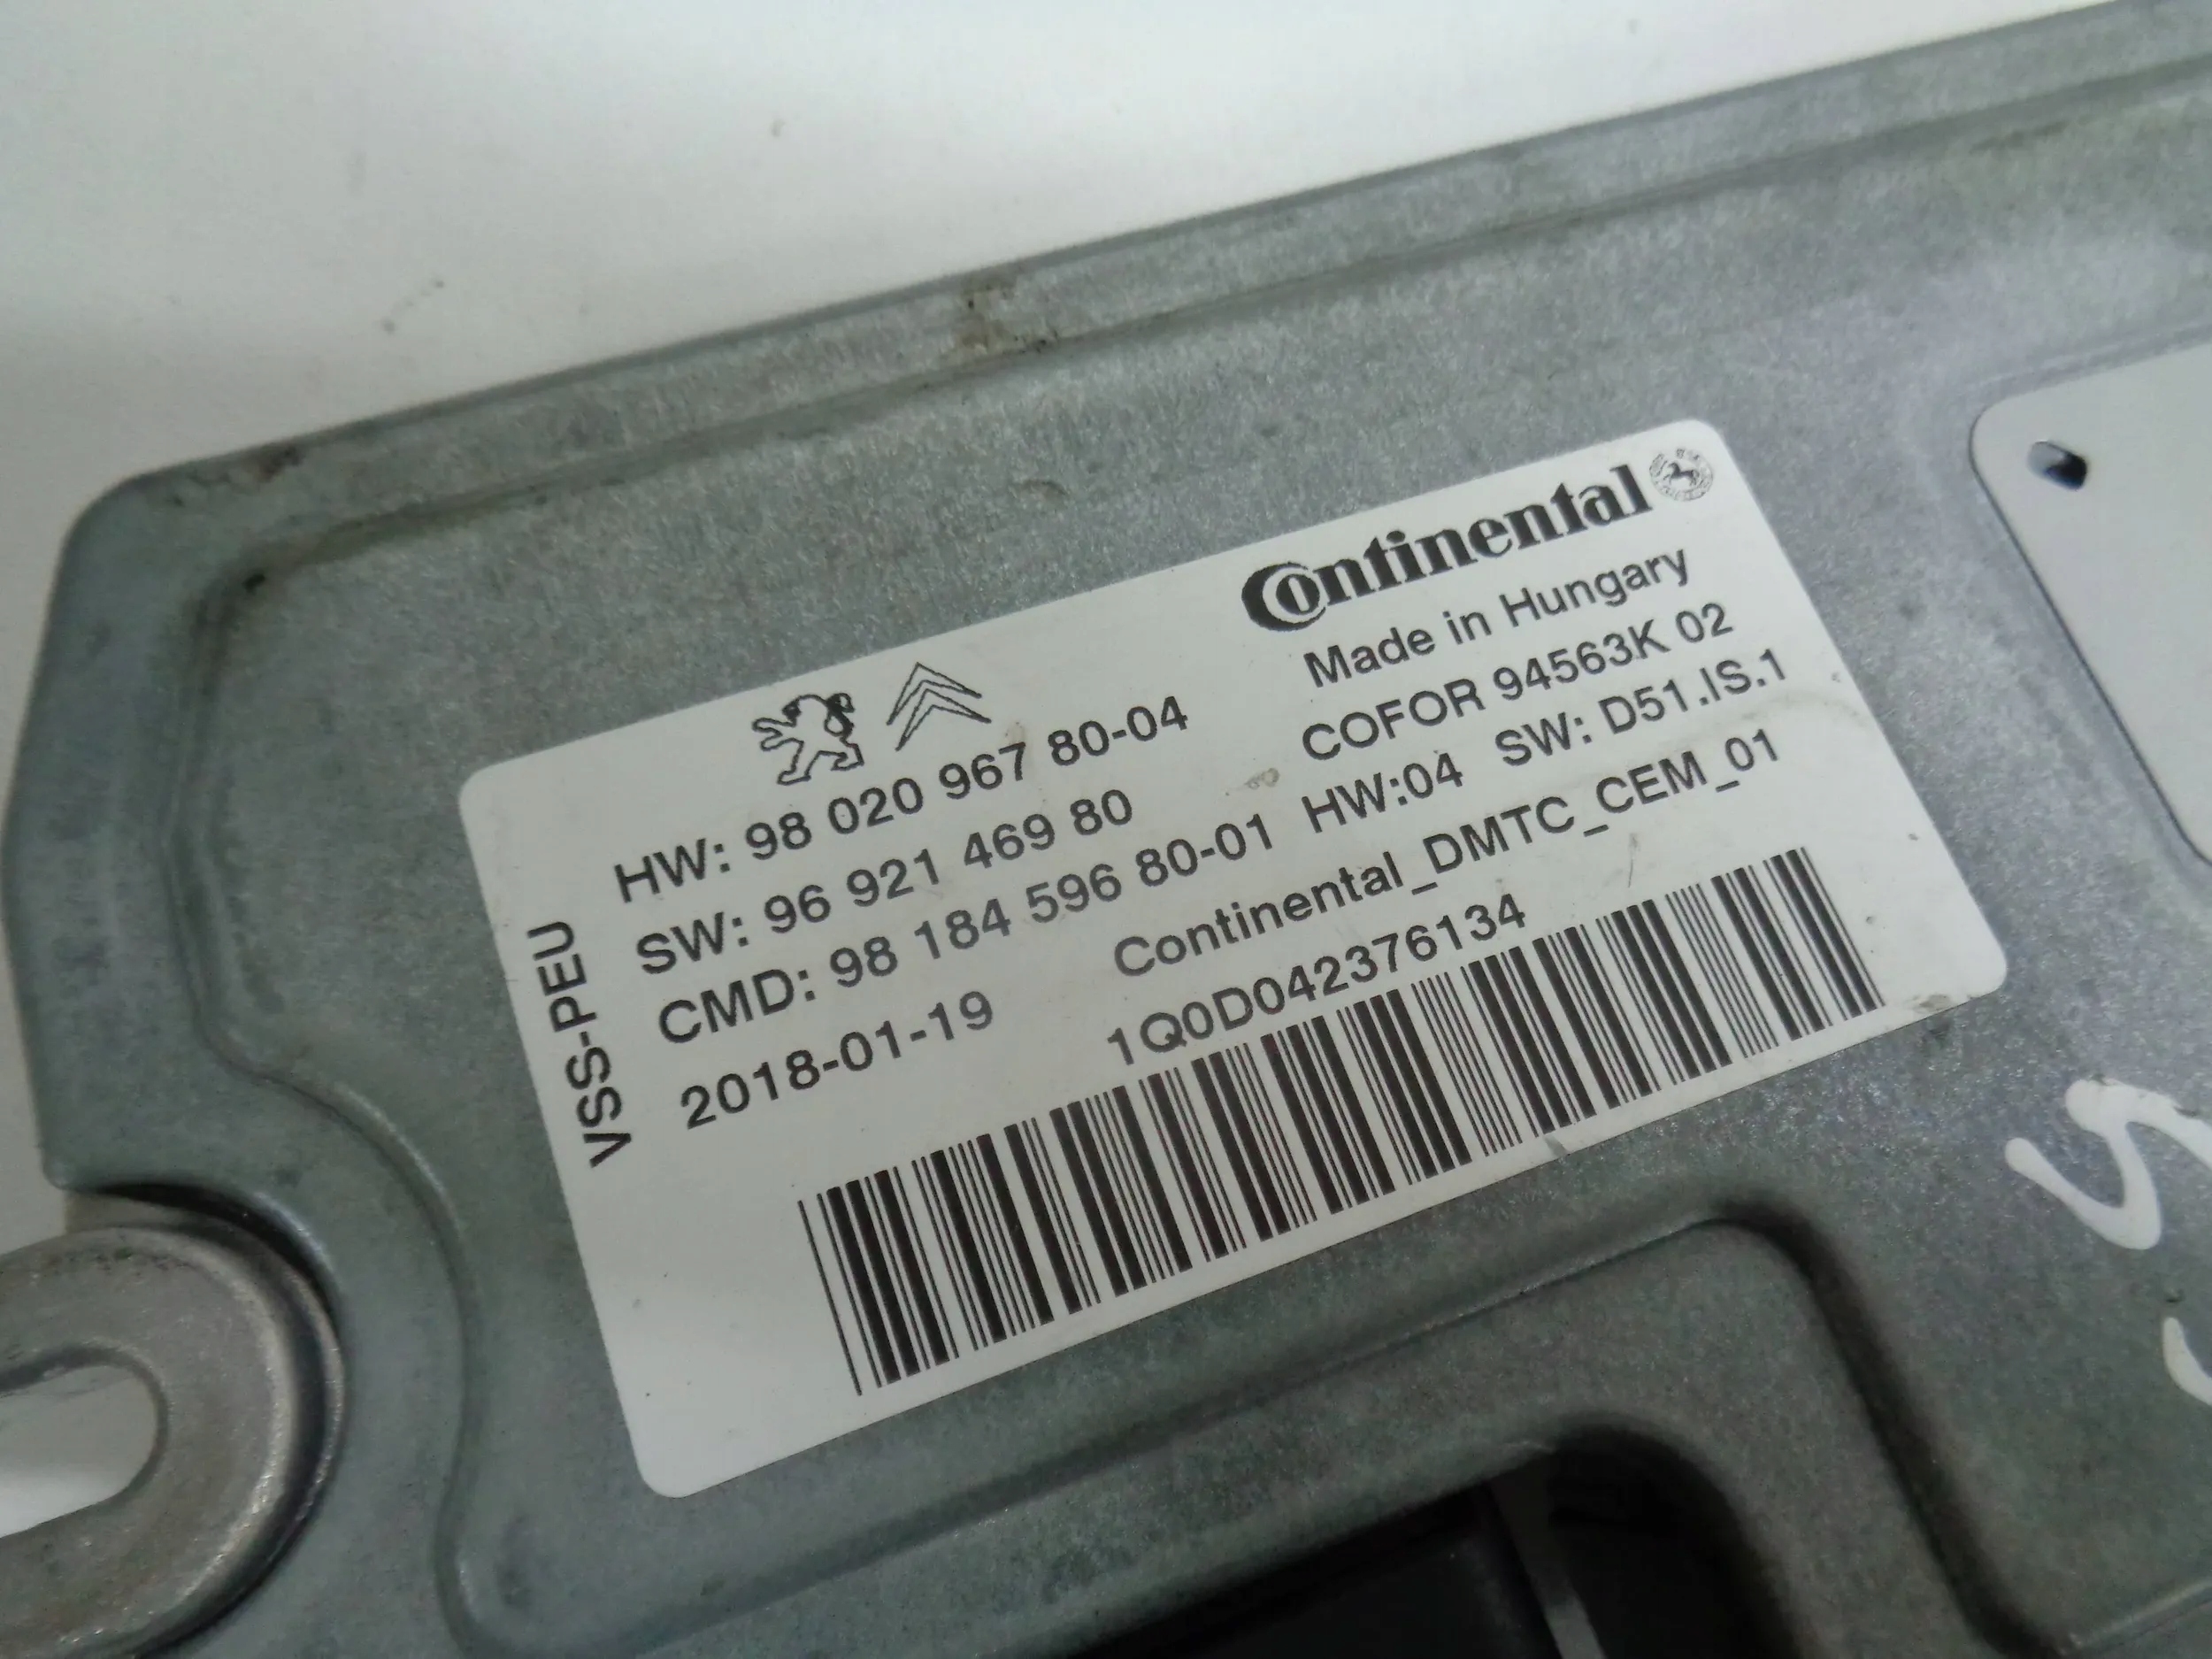 Continental
Made in Hungary
COFOR 94563K 02
HW: 98 020 967 80-04
SW: 96 921 469 80
HW:04 SW: D51.IS.1
CMD: 98 184 596 80-01
Continental_DMTC_CEM_01
2018-01-19
1Q0D042376134
VSS-PEU